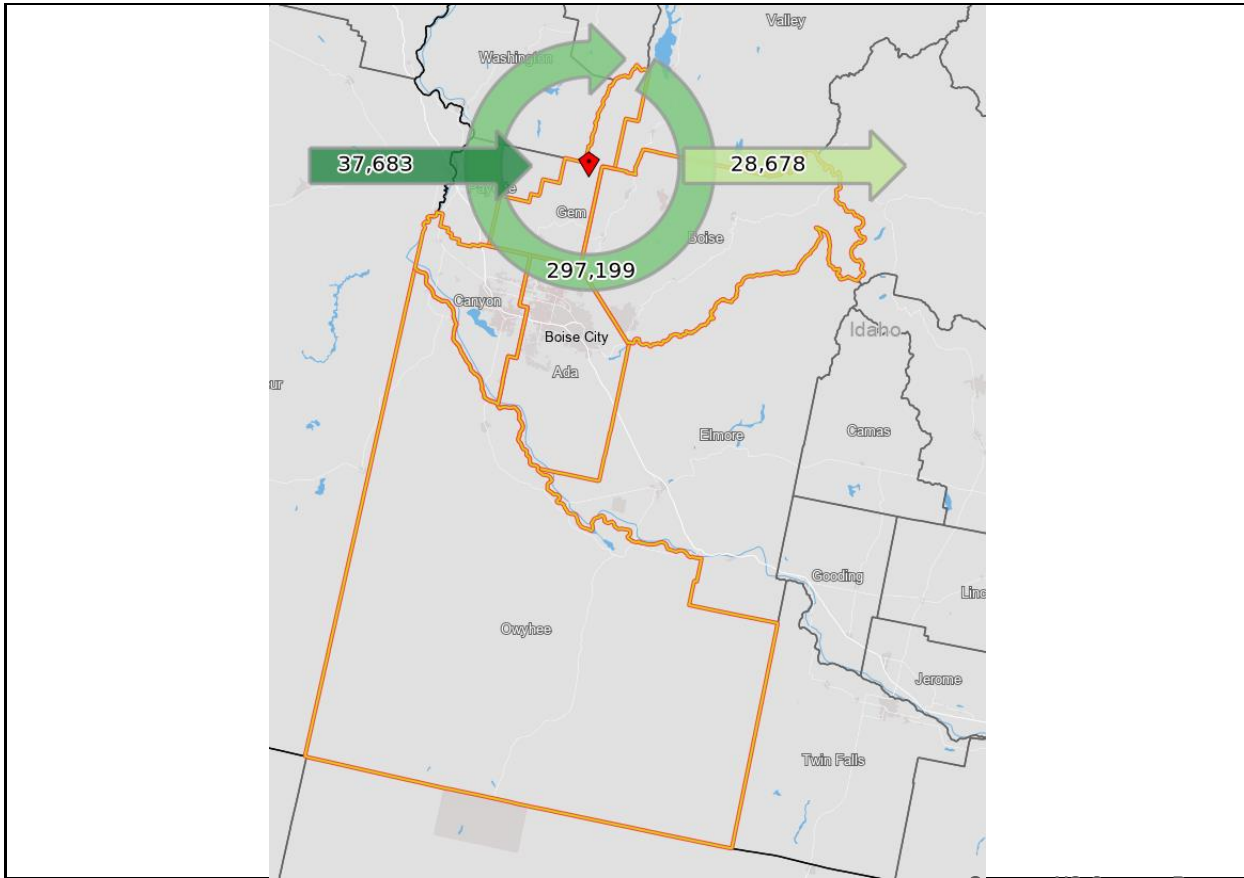 Valley
Washington
37,683
28,678
Payette
Gem
Boise
297,199
Canyon
Boise City
Idaho
Ada
Elmore
Camas
Gooding
Owyhee
Jerome
Twin Falls